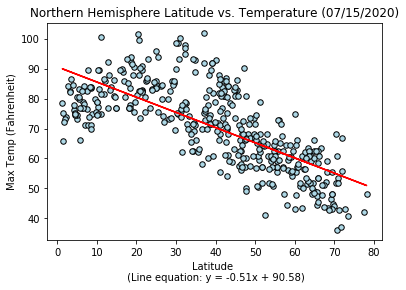 Northern Hemisphere Latitude vs. Temperature (07/15/2020)
Max Temp (Fahrenheit)
100
90
80
70
60
50
40
0 10 20 30 40 50 60 70 80
Latitude
(Line equation: y = -0.51x + 90.58)